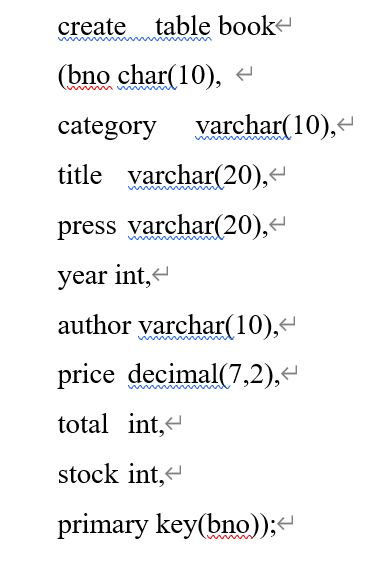 create table book
(bno char(10),
category varchar(10),
title varchar(20),
press varchar(20),
year int,
author varchar(10),
price decimal(7,2),
total int,
stock int,
primary key(bno));